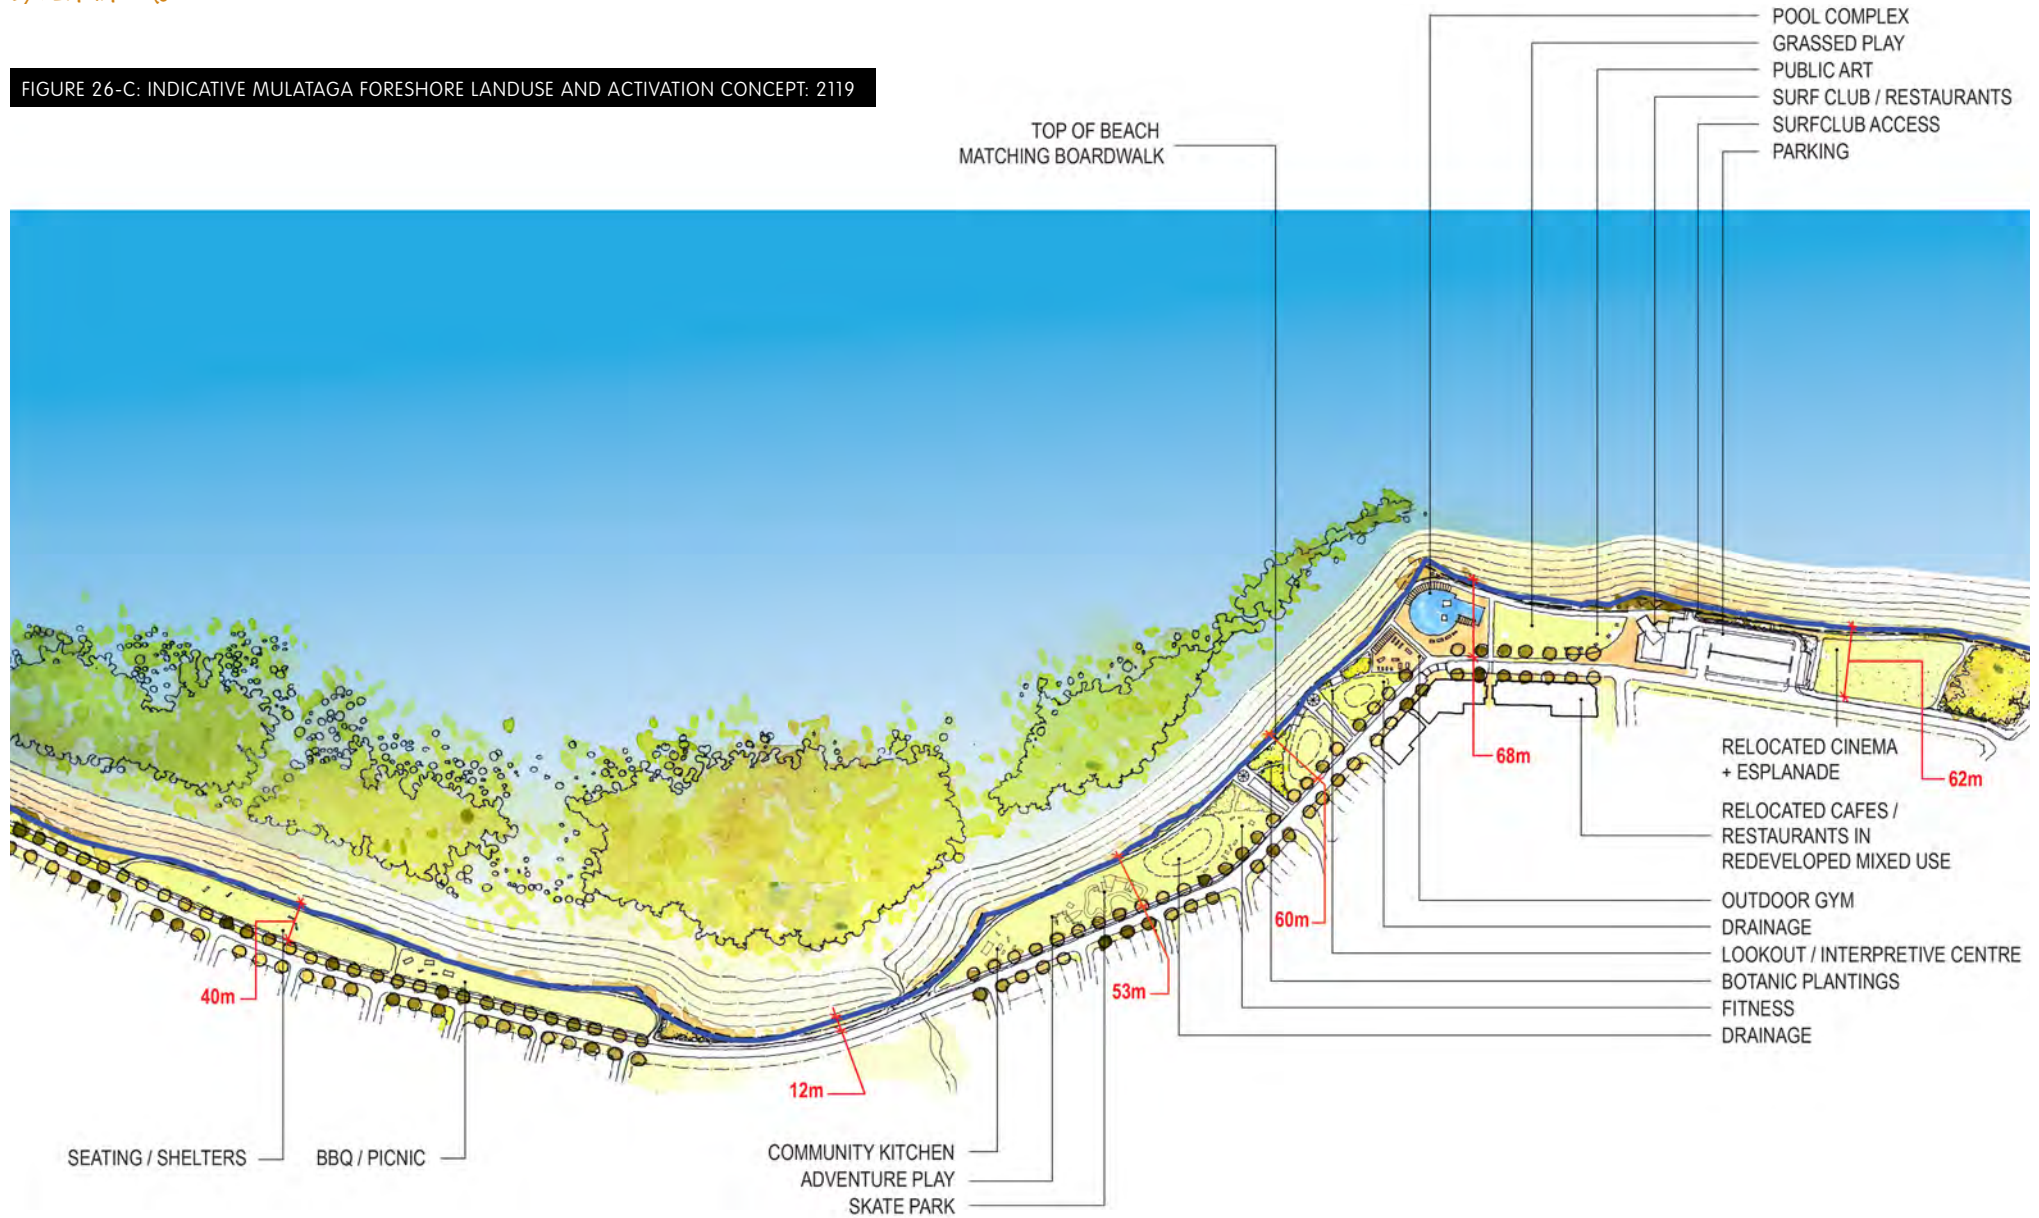 FIGURE 26-C: INDICATIVE MULATAGA FORESHORE LANDUSE AND ACTIVATION CONCEPT: 2119
POOL COMPLEX
GRASSED PLAY
PUBLIC ART
SURF CLUB / RESTAURANTS
SURFCLUB ACCESS
PARKING
TOP OF BEACH
MATCHING BOARDWALK
RELOCATED CINEMA
+ ESPLANADE
68m
62m
RELOCATED CAFES /
RESTAURANTS IN
REDEVELOPED MIXED USE
OUTDOOR GYM
60m
DRAINAGE
LOOKOUT / INTERPRETIVE CENTRE
BOTANIC PLANTINGS
40m
53m
FITNESS
DRAINAGE
12m
SEATING / SHELTERS
BBQ / PICNIC
COMMUNITY KITCHEN
ADVENTURE PLAY
SKATE PARK